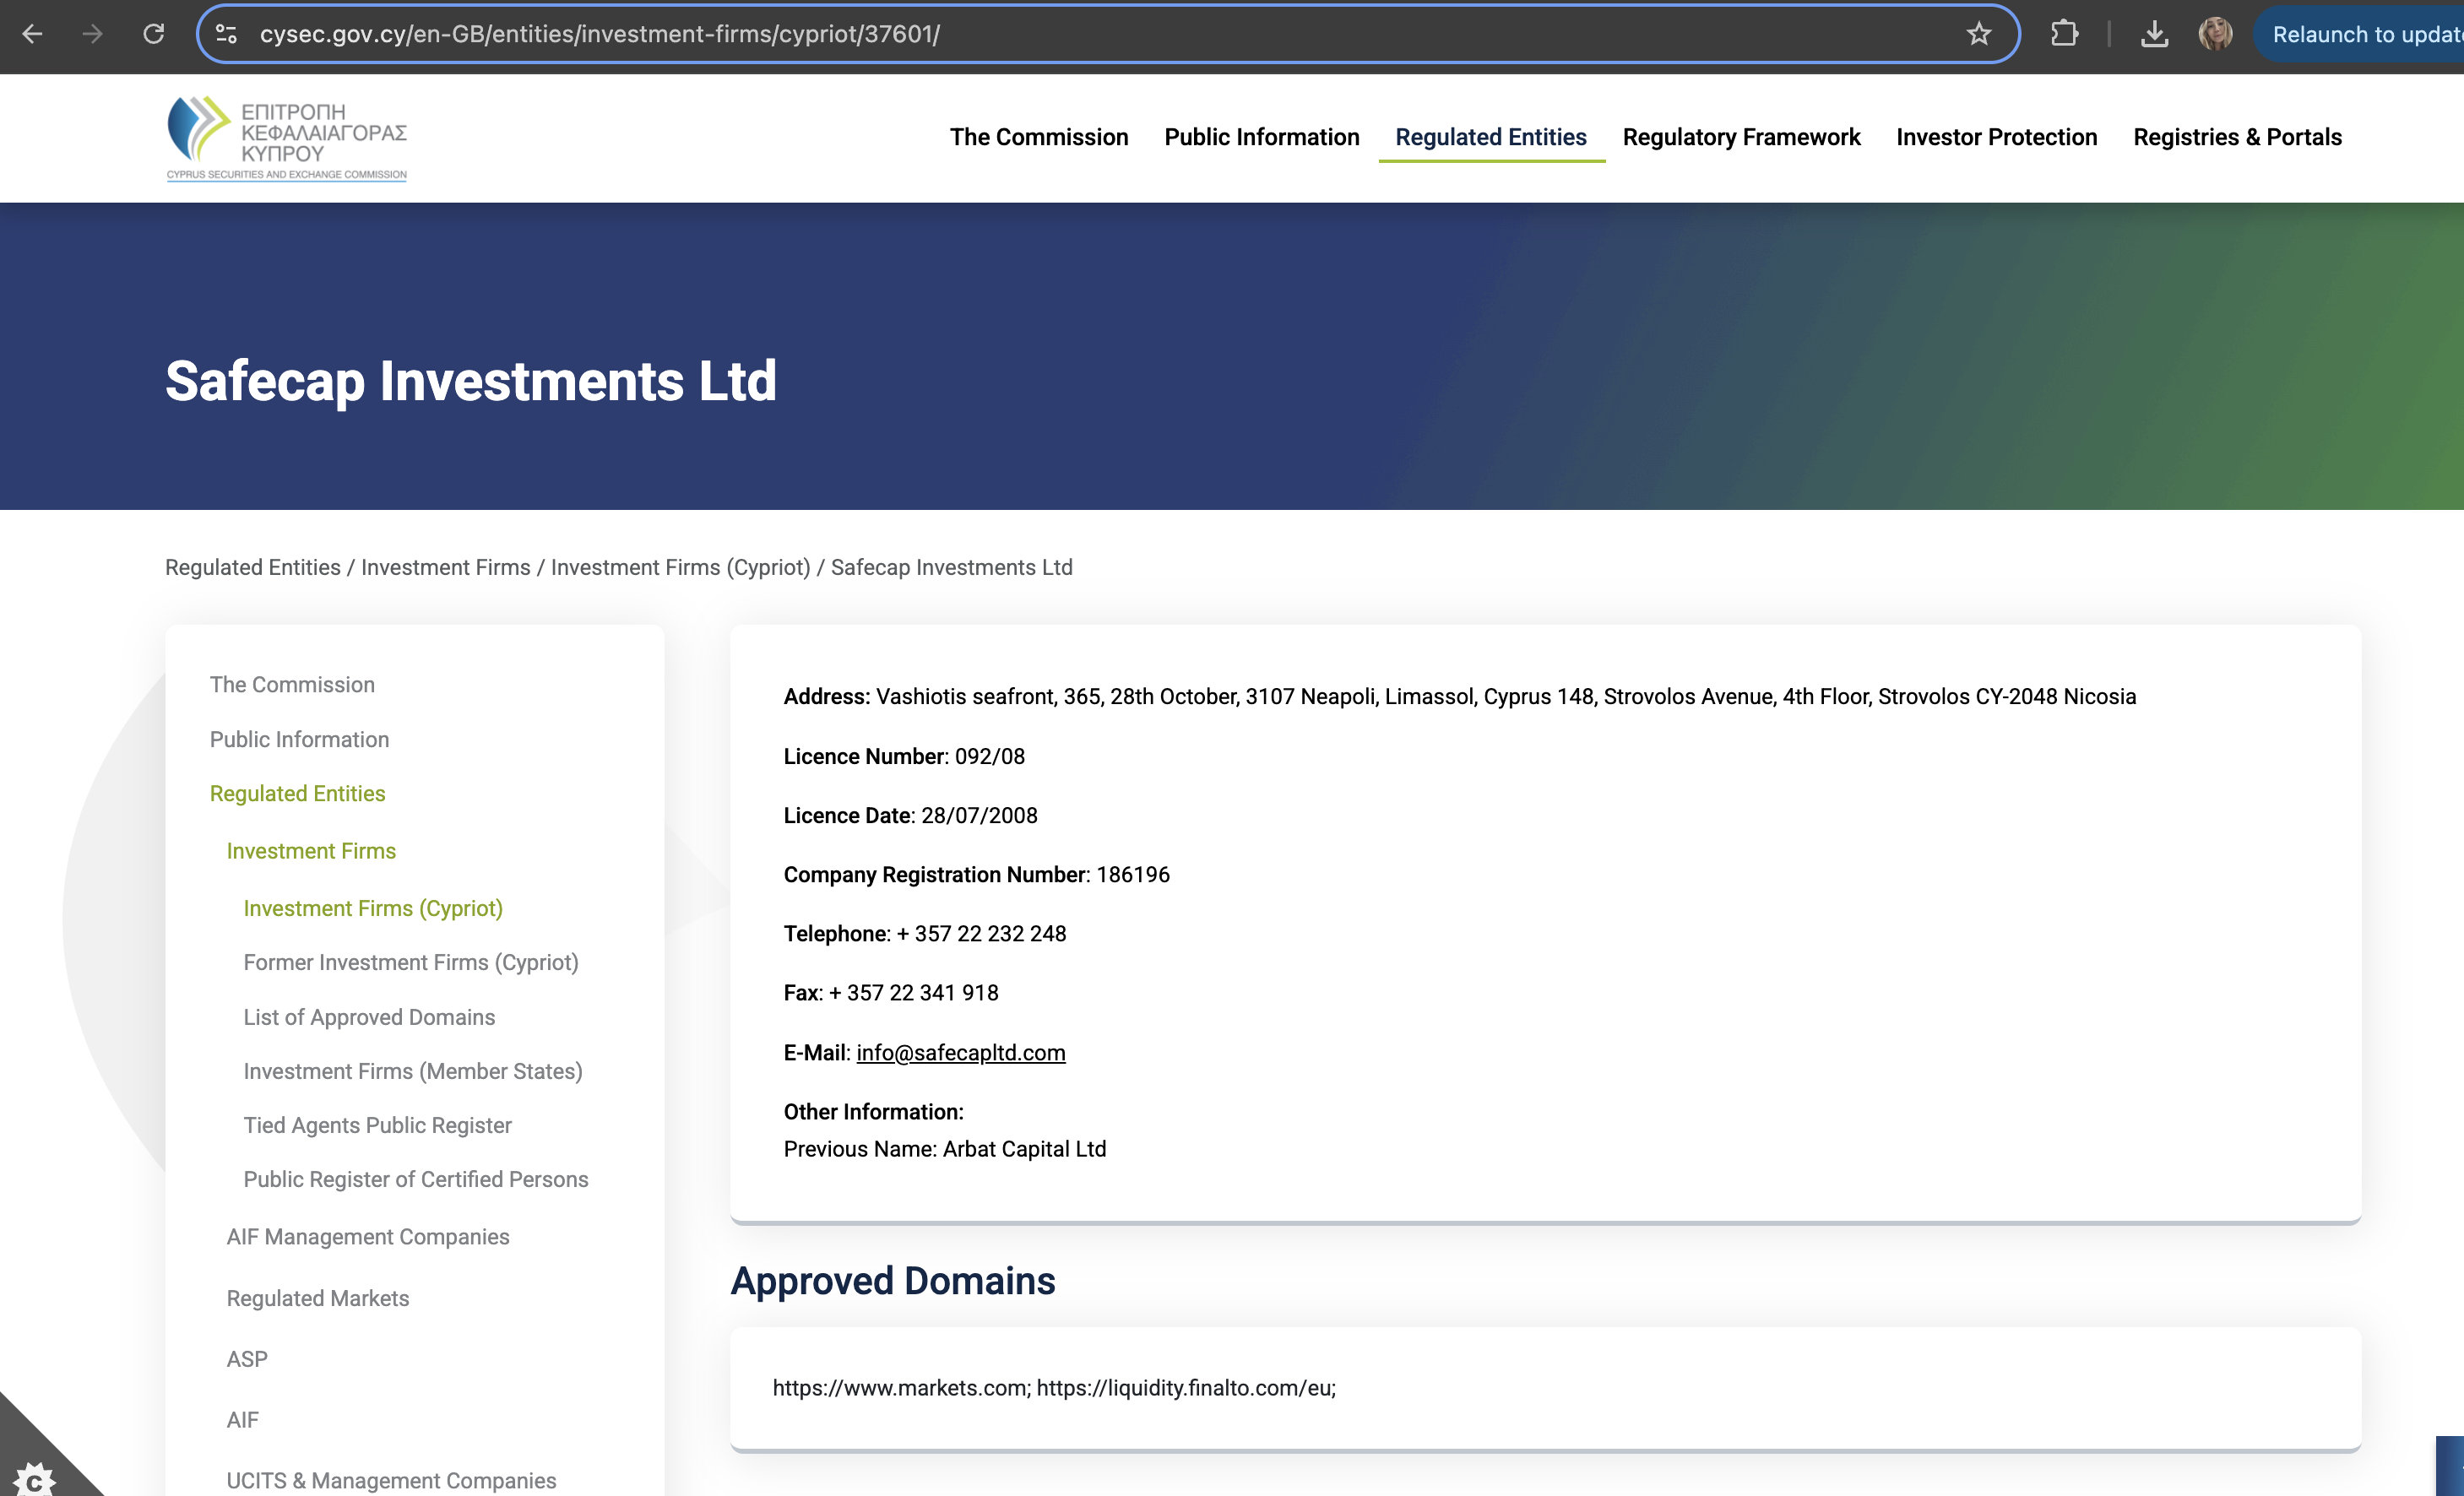 cysec.gov.cy/en-GB/entities/investment-firms/cypriot/37601/
Relaunch to update
ΕΠΙΤΡΟΠΗ
ΚΕΦΑΛΑΙΑΓΟΡΑΣ
ΚΥΠΡΟΥ
CYPRUS SECURITIES AND EXCHANGE COMMISSION
The Commission
Public Information
Regulated Entities
Regulatory Framework
Investor Protection
Registries & Portals
Safecap Investments Ltd
Regulated Entities / Investment Firms / Investment Firms (Cypriot) / Safecap Investments Ltd
The Commission
Public Information
Regulated Entities
Investment Firms
Investment Firms (Cypriot)
Former Investment Firms (Cypriot)
List of Approved Domains
Investment Firms (Member States)
Tied Agents Public Register
Public Register of Certified Persons
AIF Management Companies
Regulated Markets
ASP
AIF
UCITS & Management Companies
Address: Vashiotis seafront, 365, 28th October, 3107 Neapoli, Limassol, Cyprus 148, Strovolos Avenue, 4th Floor, Strovolos CY-2048 Nicosia
Licence Number: 092/08
Licence Date: 28/07/2008
Company Registration Number: 186196
Telephone: + 357 22 232 248
Fax: + 357 22 341 918
E-Mail: info@safecapltd.com
Other Information:
Previous Name: Arbat Capital Ltd
Approved Domains
https://www.markets.com; https://liquidity.finalto.com/eu;
C